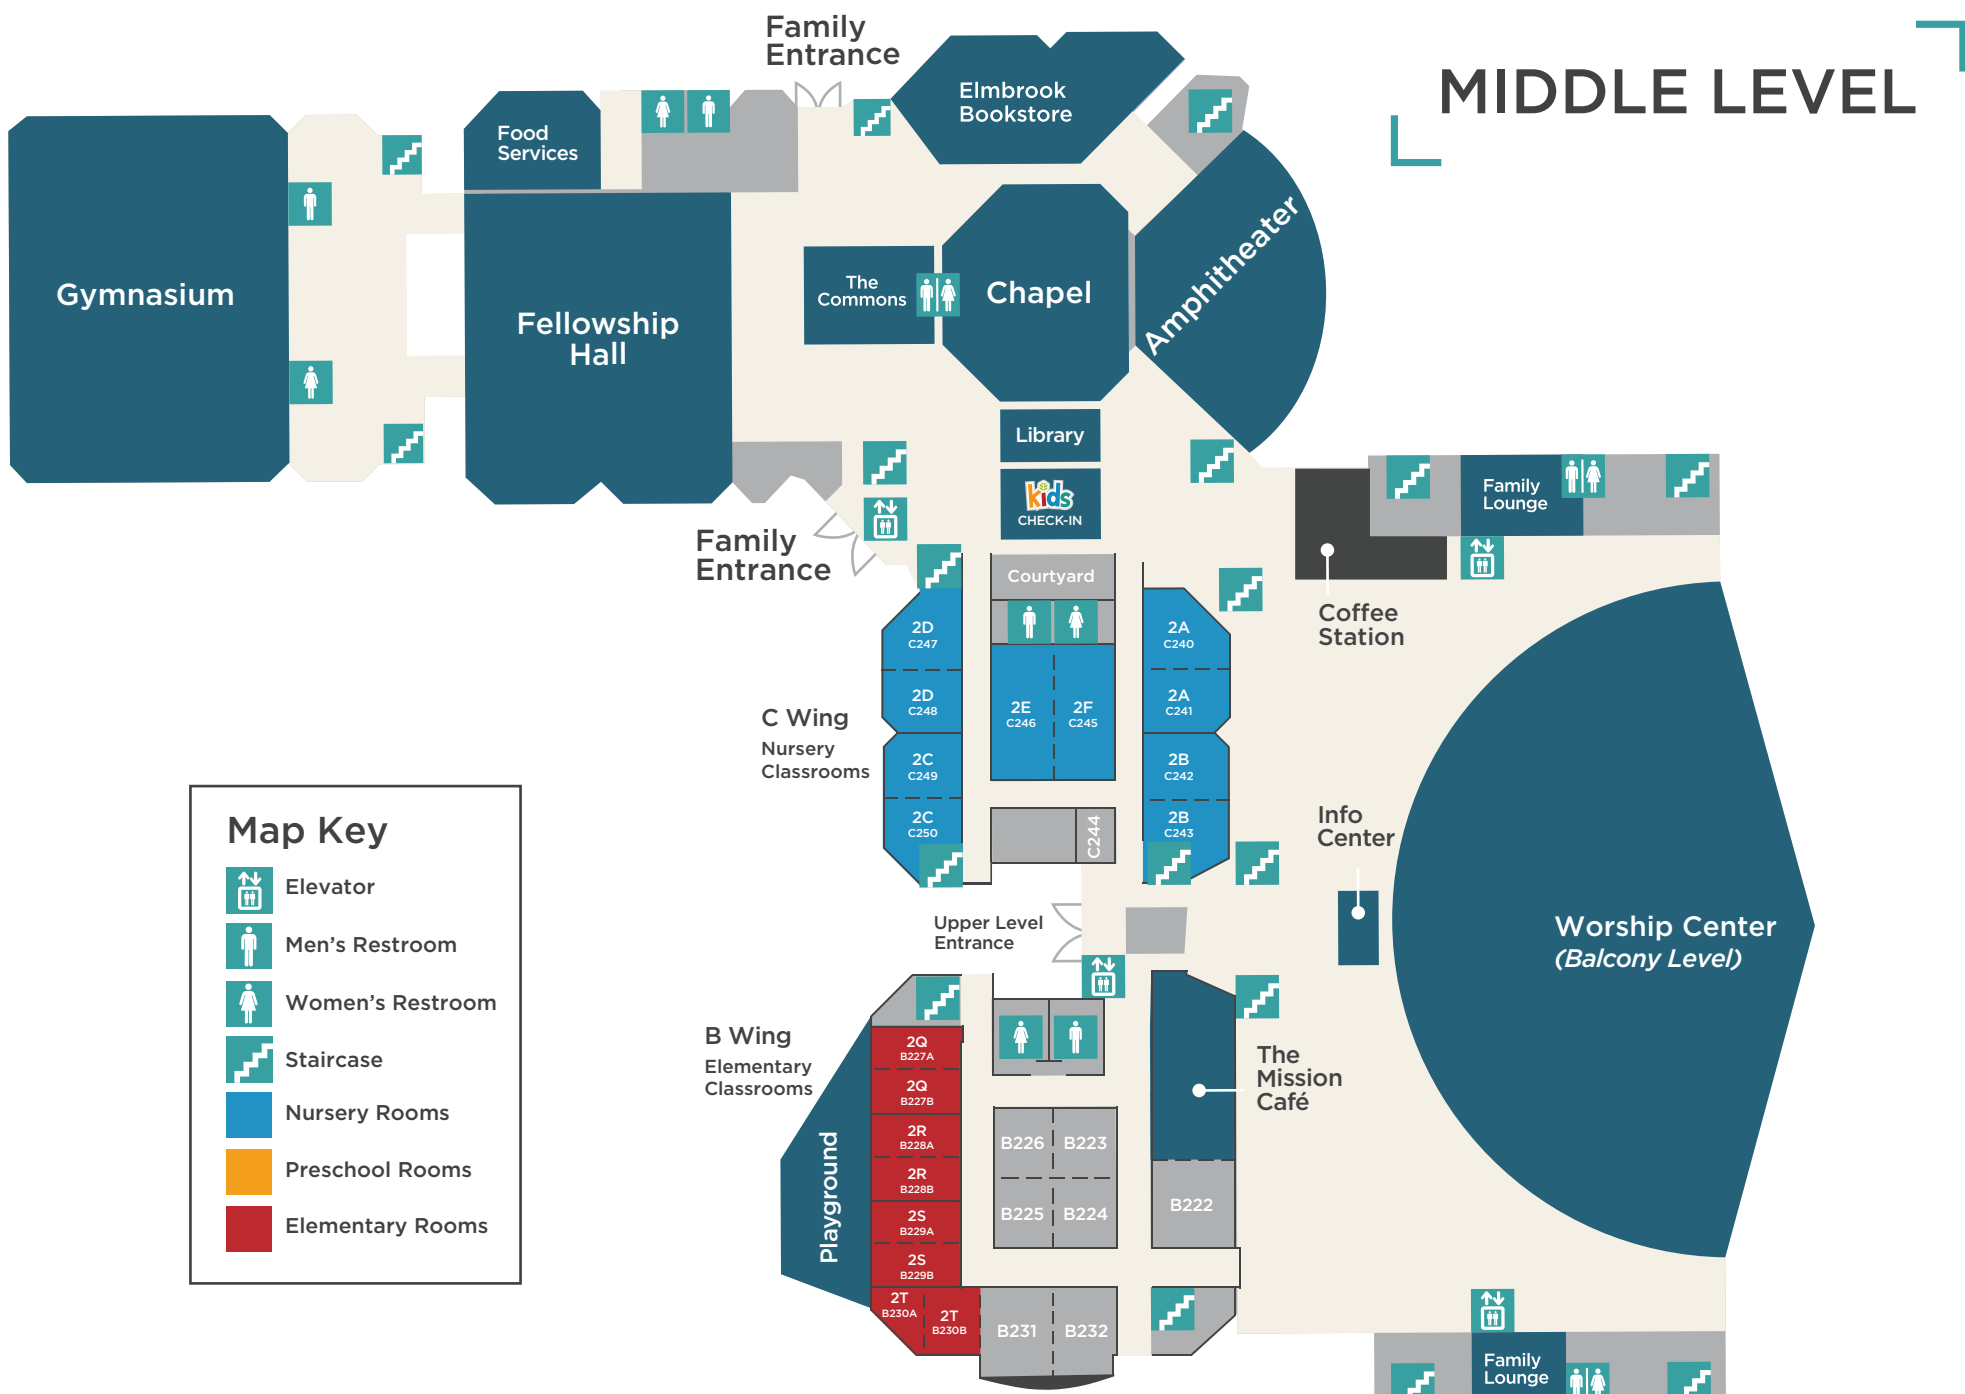 MIDDLE LEVEL
Family
Entrance
Elmbrook
Bookstore
Food
Services
Gymnasium
Fellowship
Hall
The
Commons
Chapel
Amphitheater
Library
kids
CHECK-IN
Family
Entrance
Family
Lounge
Coffee
Station
Courtyard
2D
C247
2D
C248
2C
C249
2C
C250
2E
C246
2F
C245
2A
C240
2A
C241
2B
C242
2B
C243
C244
C Wing
Nursery
Classrooms
Info
Center
Worship Center
(Balcony Level)
Upper Level
Entrance
B Wing
Elementary
Classrooms
Playground
2Q
B227A
2Q
B227B
2R
B228A
2R
B228B
2S
B229A
2S
B229B
2T
B230A
2T
B230B
B226
B223
B225
B224
B222
B231
B232
The
Mission
Café
Family
Lounge
Map Key
Elevator
Men's Restroom
Women's Restroom
Staircase
Nursery Rooms
Preschool Rooms
Elementary Rooms